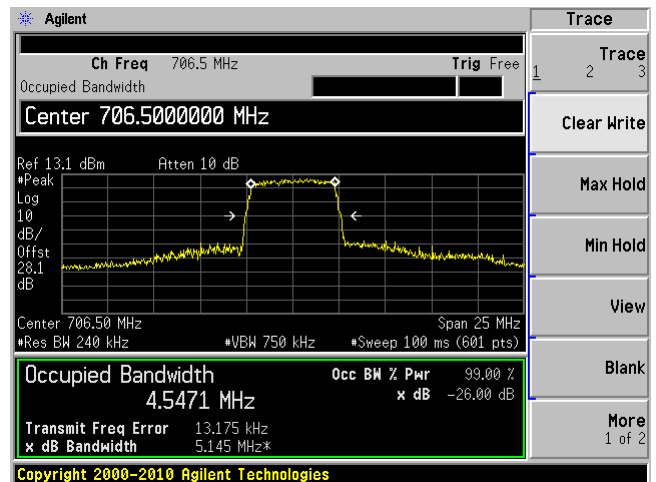 Agilent
Trace
Ch Freq 706.5 MHz Trig Free
Occupied Bandwidth
Center 706.5000000 MHz
Ref 13.1 dBm Atten 10 dB
#Peak
Log
10
dB/
Offst
28.1
dB
Center 706.50 MHz Span 25 MHz
#Res BW 240 kHz #VBW 750 kHz #Sweep 100 ms (601 pts)
Occupied Bandwidth Occ BW % Pwr 99.00 %
4.5471 MHz x dB -26.00 dB
Transmit Freq Error 13.175 kHz
x dB Bandwidth 5.145 MHz*
Copyright 2000-2010 Agilent Technologies
Trace
1 2 3
Clear Write
Max Hold
Min Hold
View
Blank
More
1 of 2